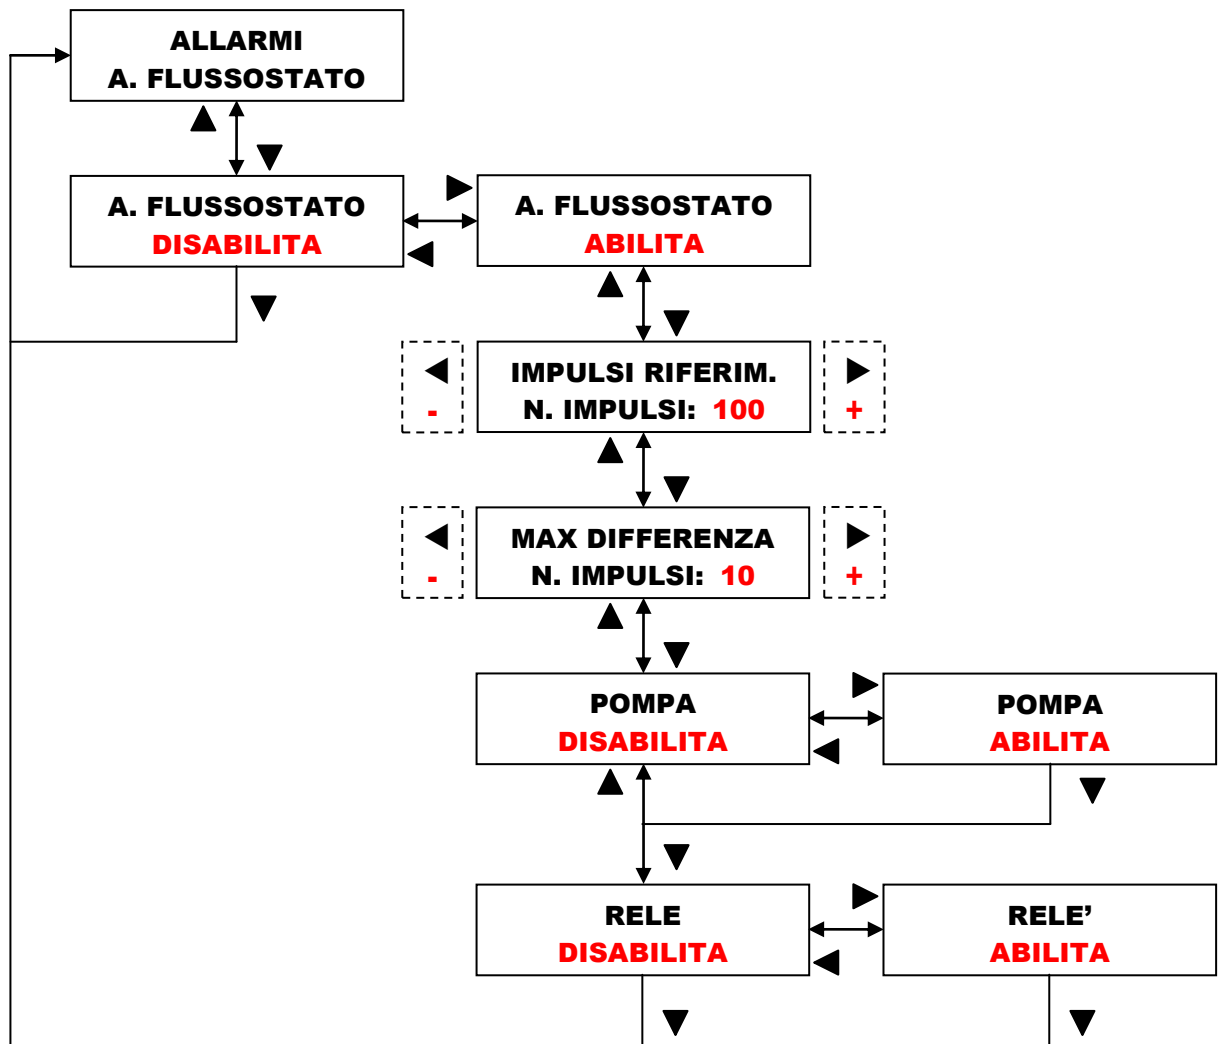 ALLARMI
A. FLUSSOSTATO
A. FLUSSOSTATO
DISABILITA
A. FLUSSOSTATO
ABILITA
-
IMPULSI RIFERIM.
N. IMPULSI: 100
+
-
MAX DIFFERENZA
N. IMPULSI: 10
+
POMPA
DISABILITA
POMPA
ABILITA
RELE
DISABILITA
RELE’
ABILITA